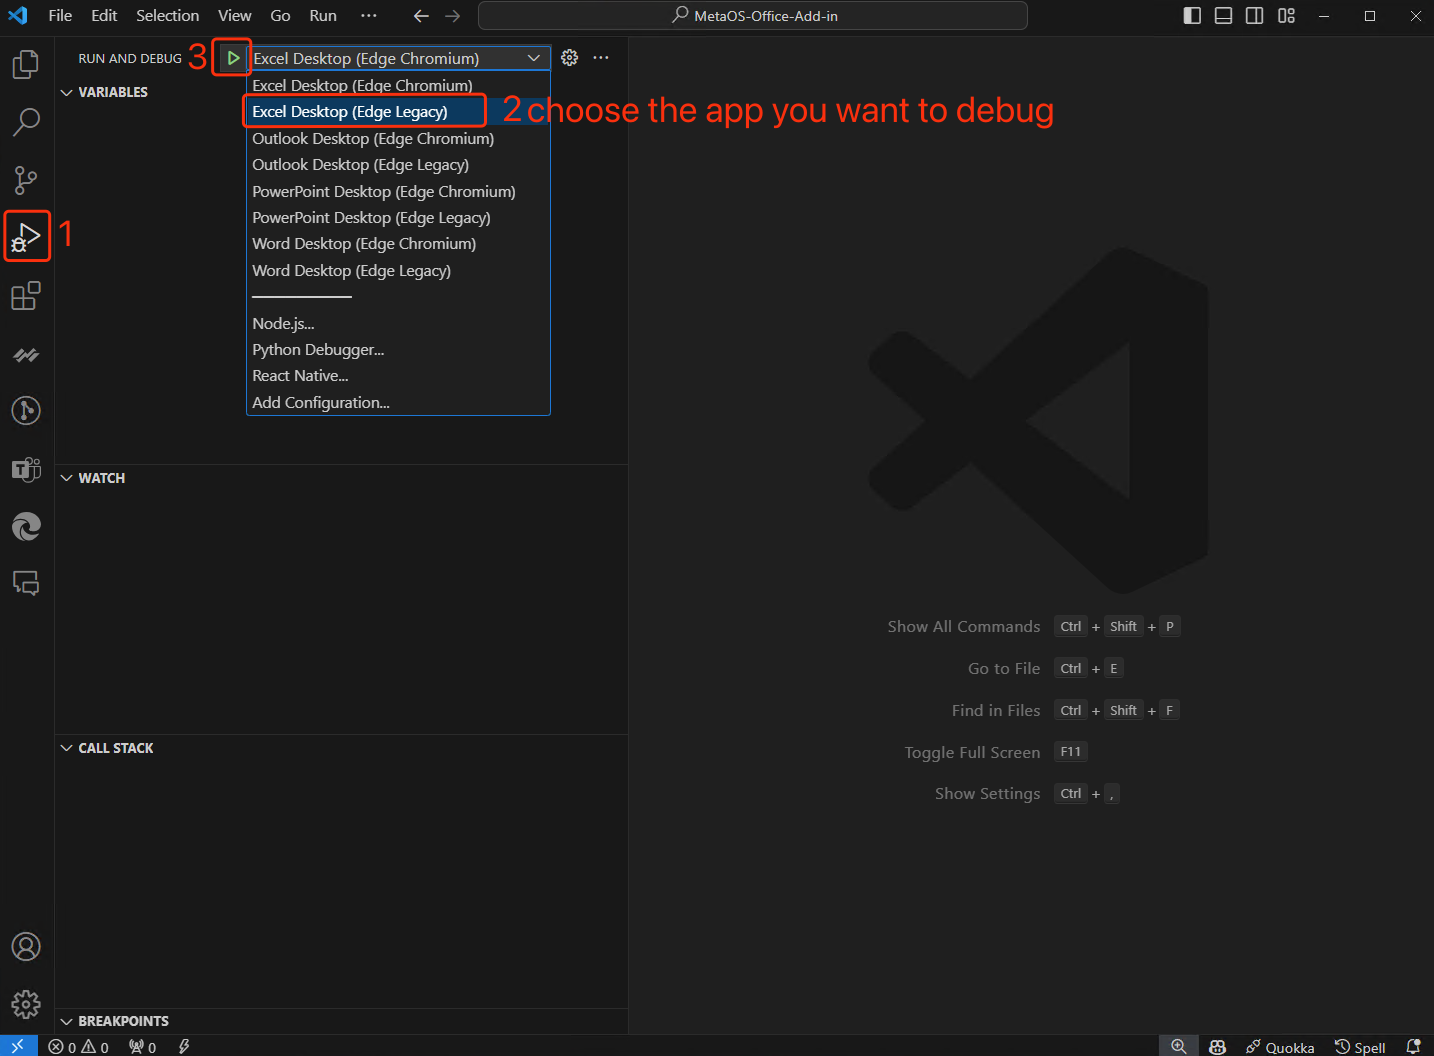 File Edit Selection View Go Run ···
MetaOS-Office-Add-in
RUN AND DEBUG 3 Excel Desktop (Edge Chromium)
VARIABLES
Excel Desktop (Edge Chromium)
Excel Desktop (Edge Legacy)
2 choose the app you want to debug
Outlook Desktop (Edge Chromium)
Outlook Desktop (Edge Legacy)
PowerPoint Desktop (Edge Chromium)
PowerPoint Desktop (Edge Legacy)
1
Word Desktop (Edge Chromium)
Word Desktop (Edge Legacy)
Node.js...
Python Debugger...
React Native...
Add Configuration...
T
WATCH
Show All Commands Ctrl + Shift + P
Go to File Ctrl + E
Find in Files Ctrl + Shift + F
Toggle Full Screen F11
Show Settings Ctrl + ,
CALL STACK
BREAKPOINTS
0 0 0
Quokka Spell